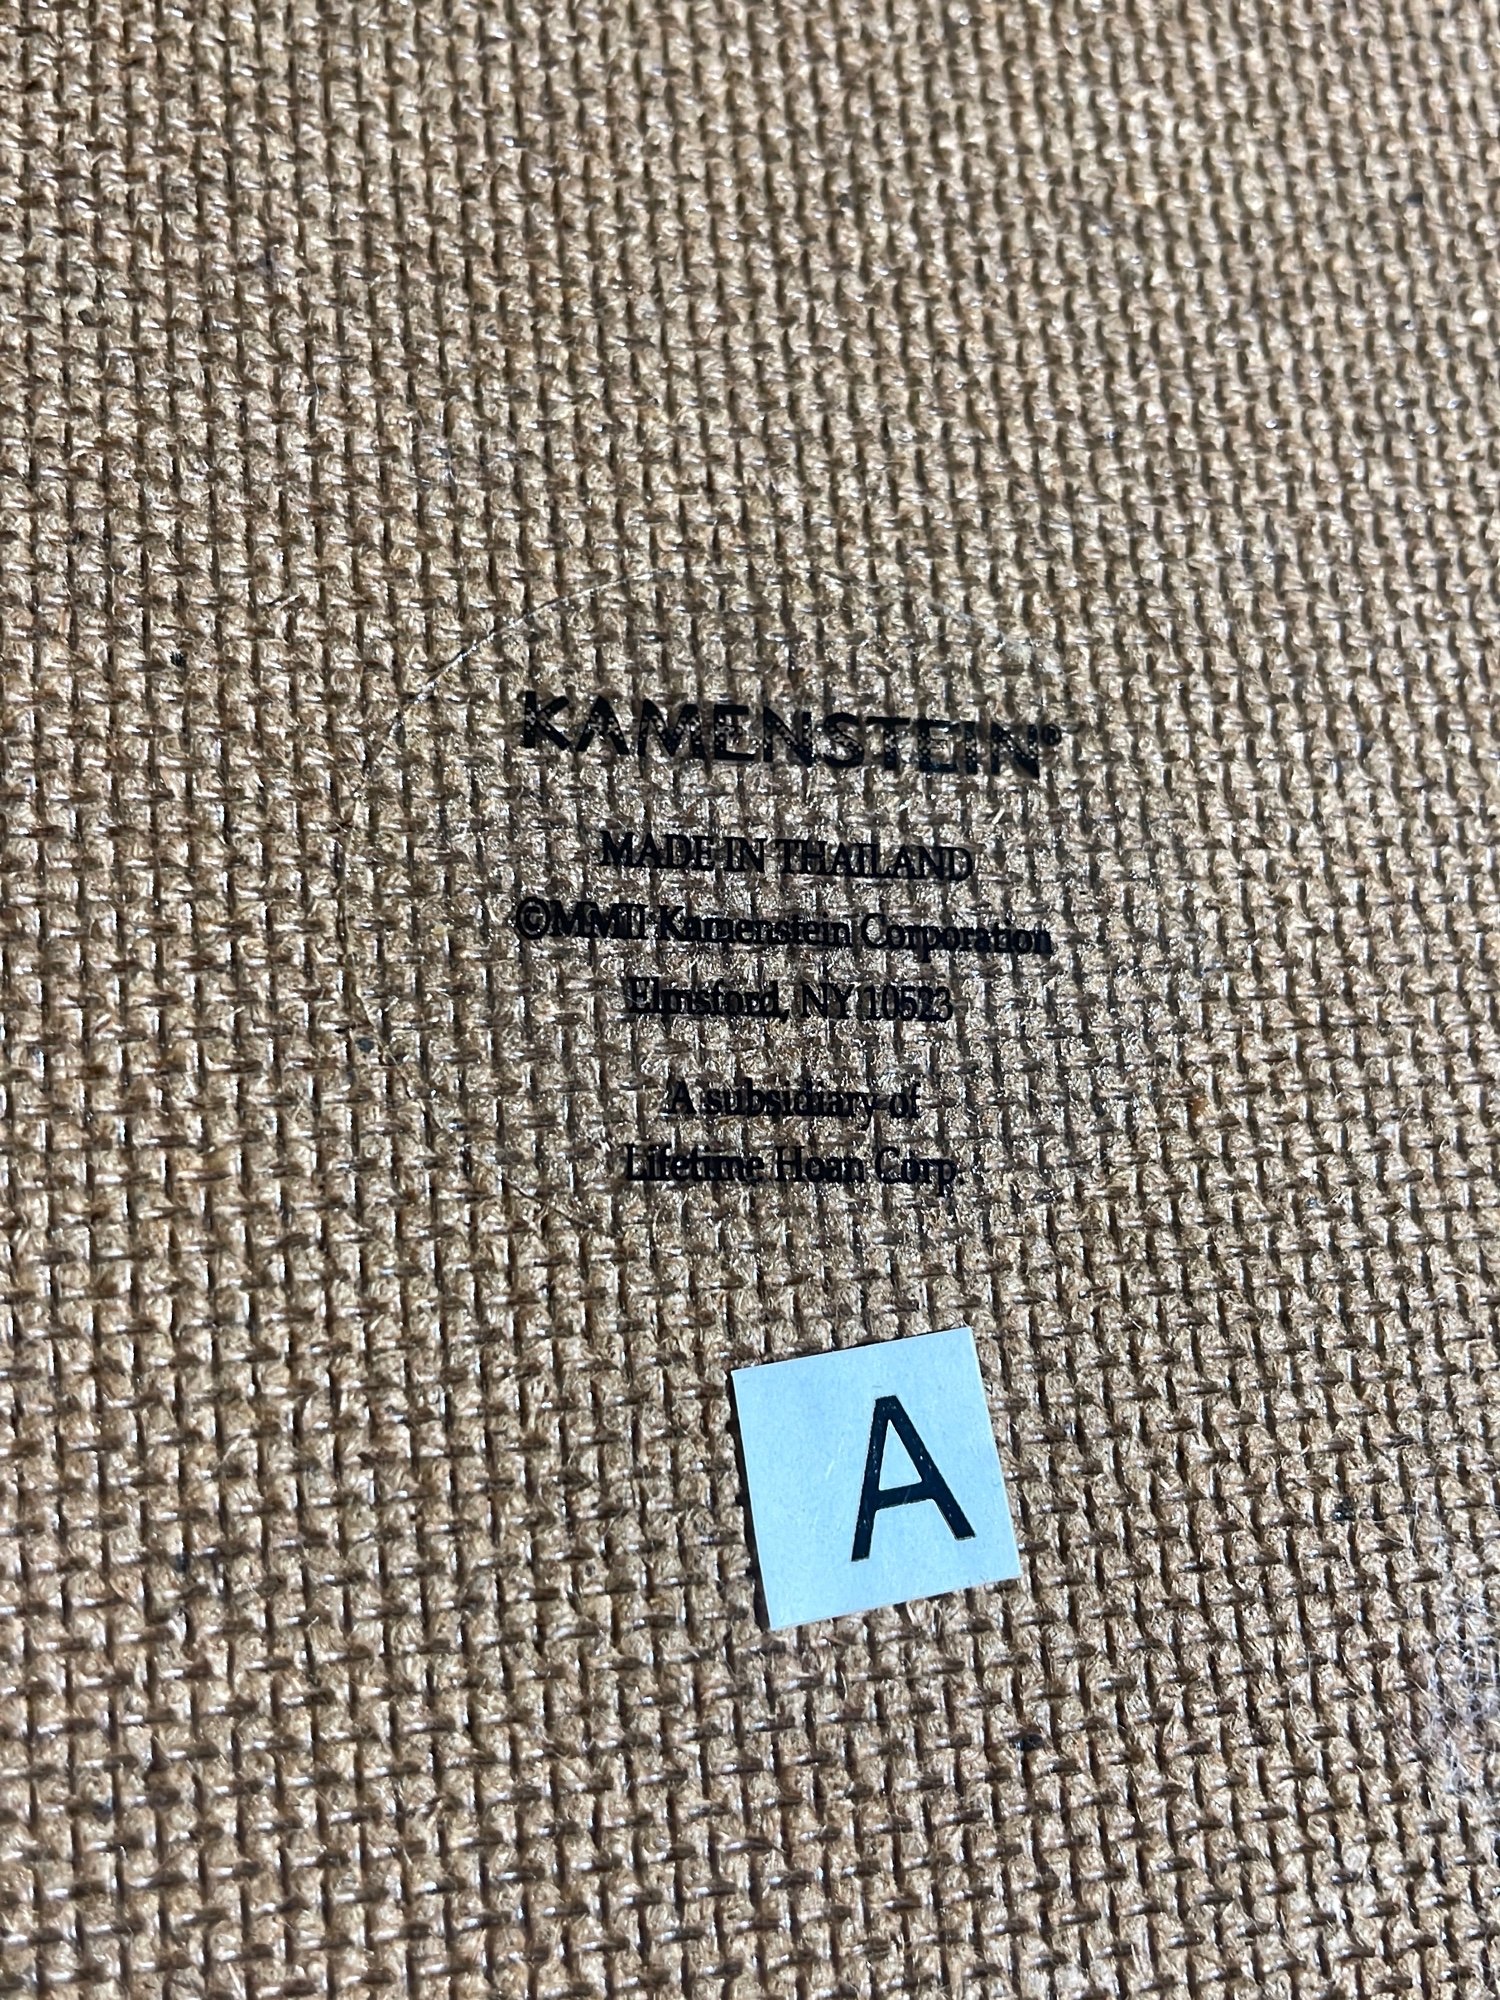 KAMENSTEIN®
MADE IN THAILAND
©MMII Kamenstein Corporation
Elmsford, NY 10523
A subsidiary of
Lifetime Hoan Corp.
A